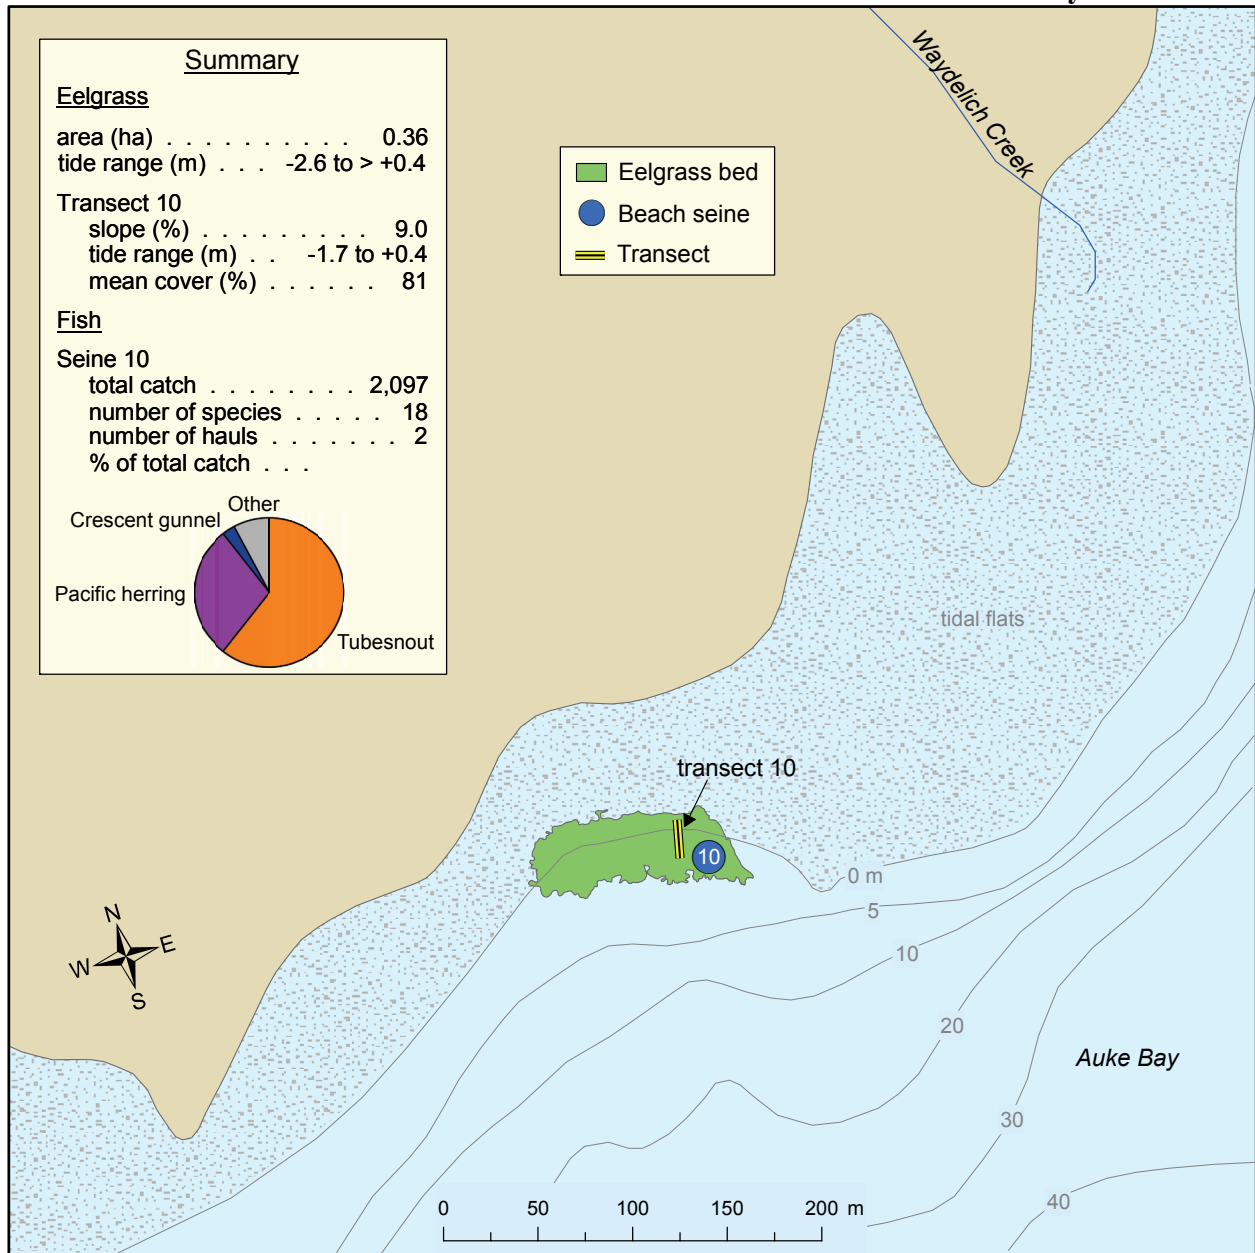 Summary
Eelgrass
area (ha) . . . . . . . . . . 0.36
tide range (m) . . . -2.6 to > +0.4
Transect 10
slope (%) . . . . . . . . . 9.0
tide range (m) . . -1.7 to +0.4
mean cover (%) . . . . . . 81
Fish
Seine 10
total catch . . . . . . . . 2,097
number of species . . . . . 18
number of hauls . . . . . . . 2
% of total catch . . .
Other
Crescent gunnel
Pacific herring
Tubesnout
Eelgrass bed
10 Beach seine
Transect
Waydelich Creek
tidal flats
transect 10
10
0 m
5
10
20
30
40
Auke Bay
N
E
W
S
0 50 100 150 200 m